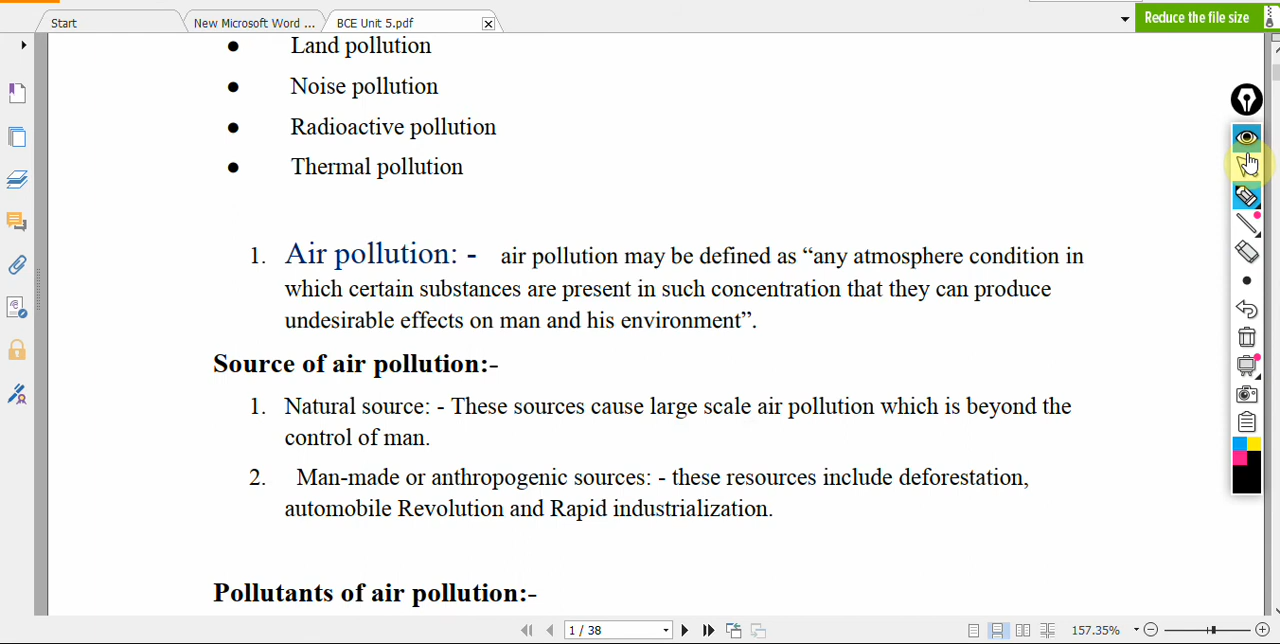 Start
New Microsoft Word ...
BCE Unit 5.pdf
Reduce the file size
● Land pollution
● Noise pollution
● Radioactive pollution
● Thermal pollution
1. Air pollution: - air pollution may be defined as “any atmosphere condition in
which certain substances are present in such concentration that they can produce
undesirable effects on man and his environment”.
Source of air pollution:-
1. Natural source: - These sources cause large scale air pollution which is beyond the
control of man.
2. Man-made or anthropogenic sources: - these resources include deforestation,
automobile Revolution and Rapid industrialization.
Pollutants of air pollution:-
1 / 38
157.35%